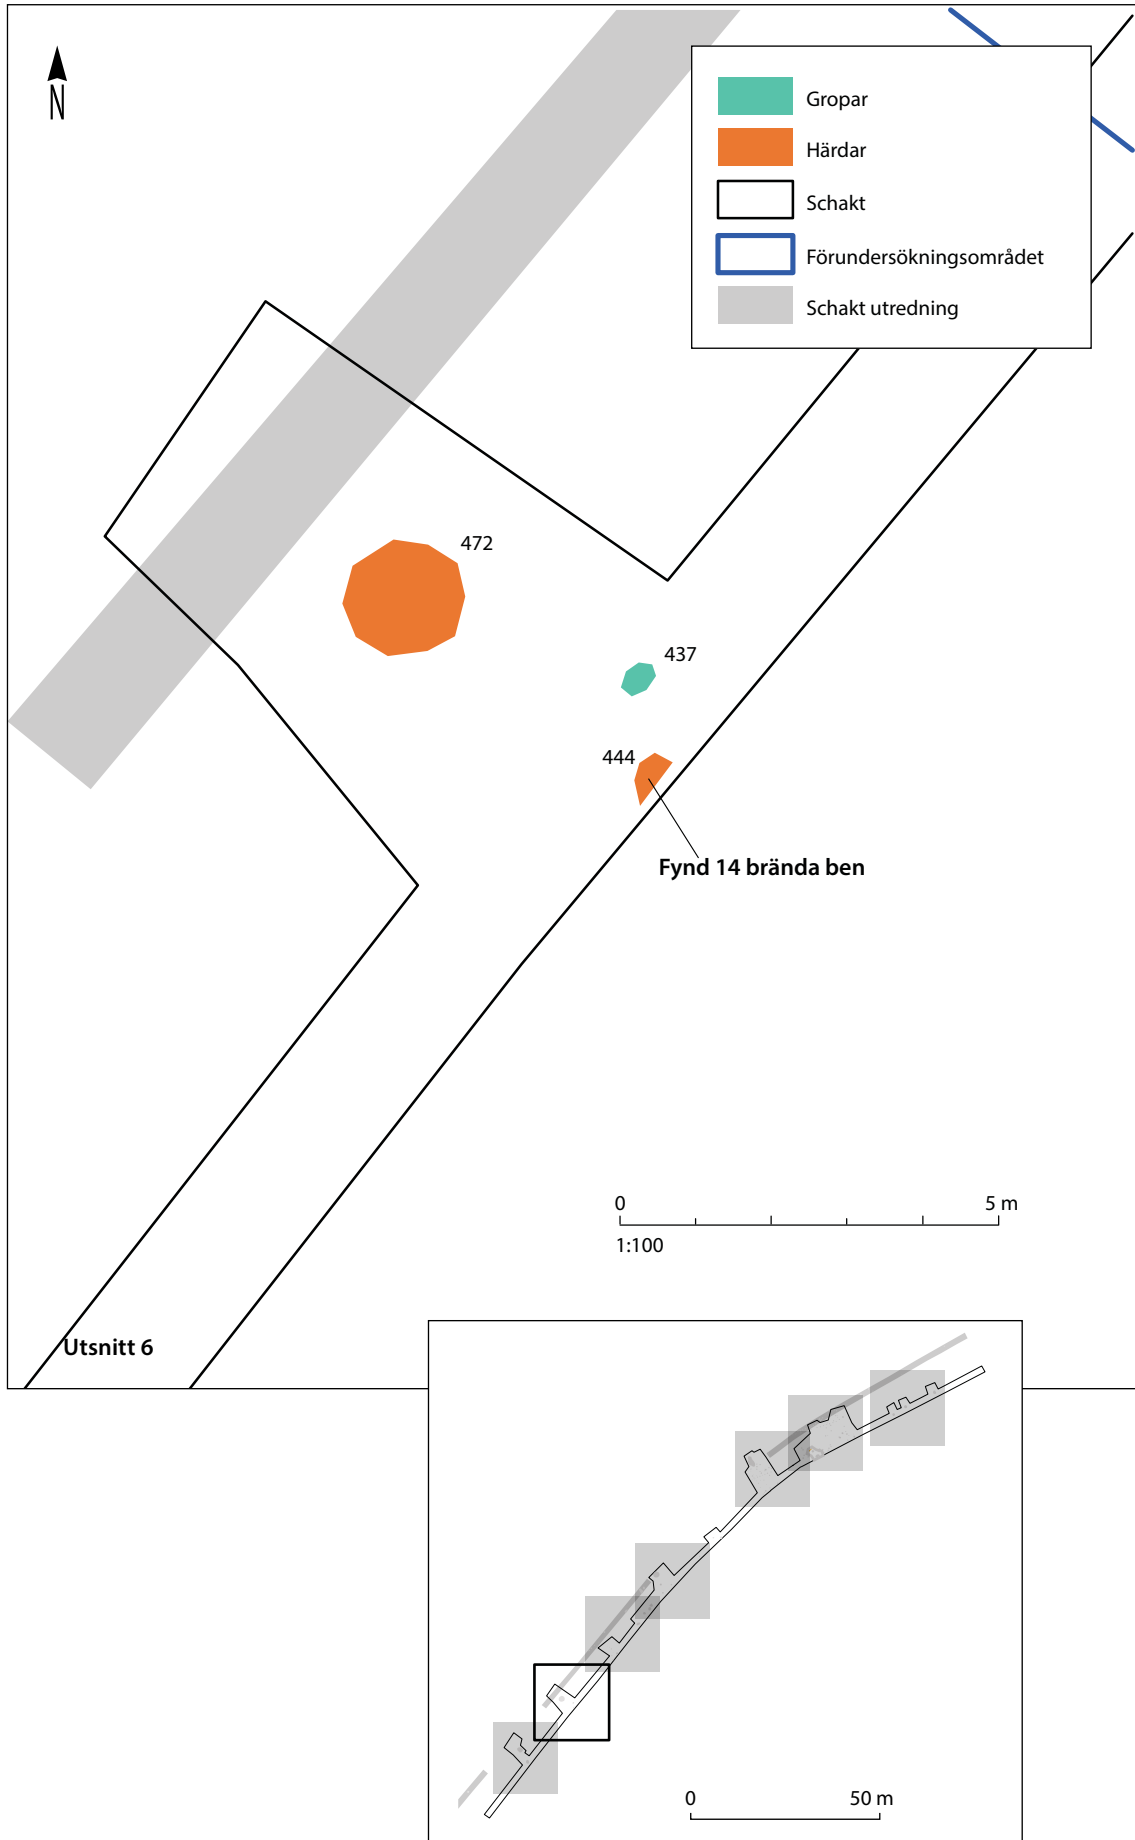 N
Gropar
Härdar
Schakt
Förundersökningsområdet
Schakt utredning
472
437
444
Fynd 14 brända ben
0 5 m
1:100
Utsnitt 6
0 50 m